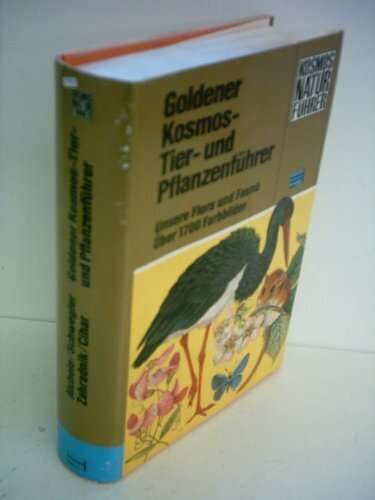 Goldener
Kosmos-
Tier- und
Pflanzenführer
Unsere Flora und Fauna
Über 1700 Farbbilder
KOSMOS
NATUR
FÜHRER
Aichele/Schwegler
Zahradnik/Cihar
Goldener Kosmos-Tier-
und Pflanzenführer